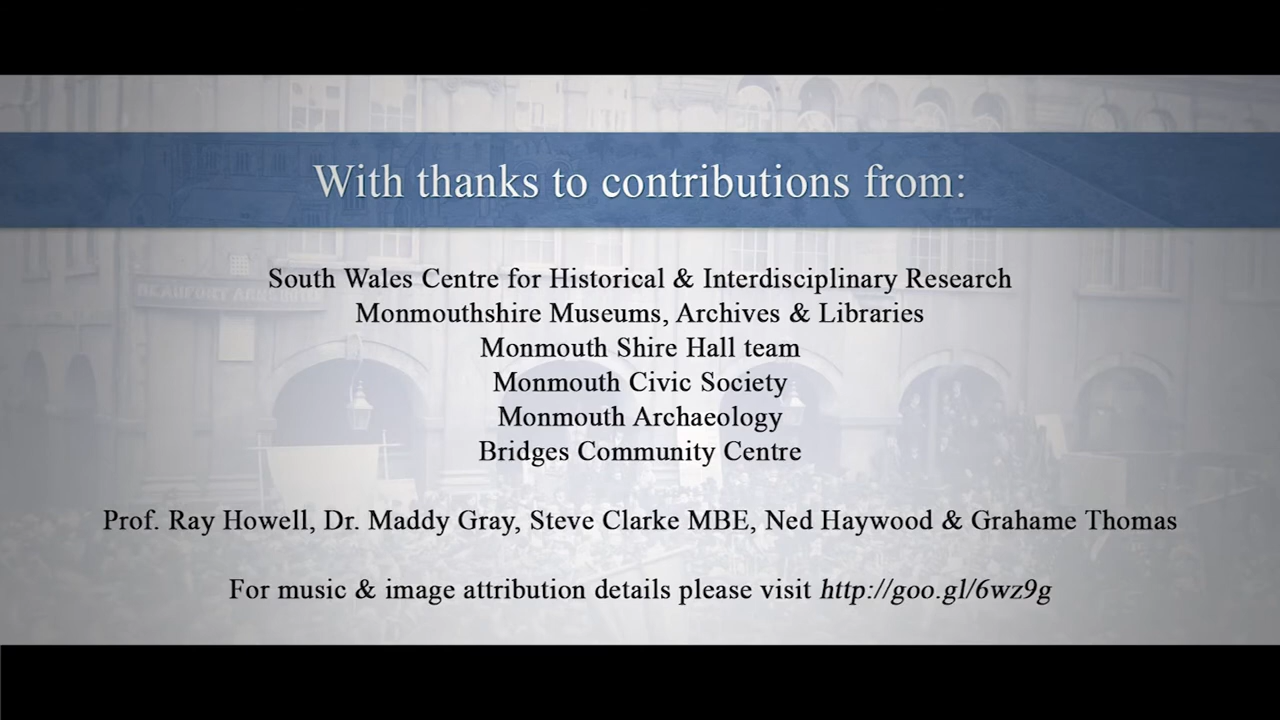 With thanks to contributions from:
BEAUFORT ARMS
South Wales Centre for Historical & Interdisciplinary Research
Monmouthshire Museums, Archives & Libraries
Monmouth Shire Hall team
Monmouth Civic Society
Monmouth Archaeology
Bridges Community Centre
Prof. Ray Howell, Dr. Maddy Gray, Steve Clarke MBE, Ned Haywood & Grahame Thomas
For music & image attribution details please visit http://goo.gl/6wz9g